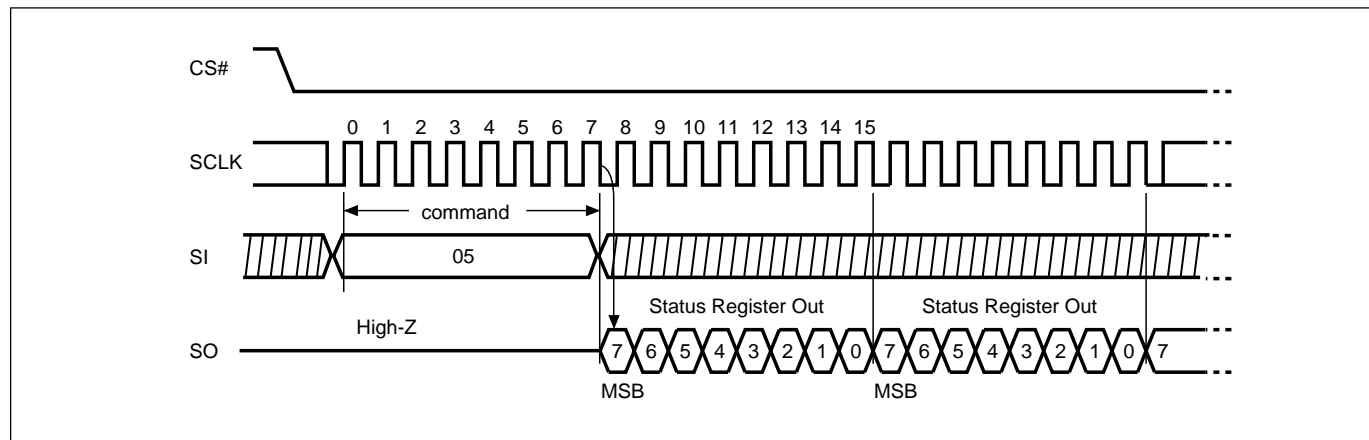 CS#
0 1 2 3 4 5 6 7 8 9 10 11 12 13 14 15
SCLK
command
SI 05
Status Register Out Status Register Out
High-Z
SO 7 6 5 4 3 2 1 0 7 6 5 4 3 2 1 0 7
MSB MSB